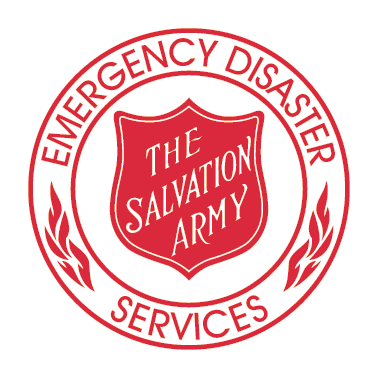 EMERGENCY DISASTER
THE
SALVATION
ARMY
SERVICES